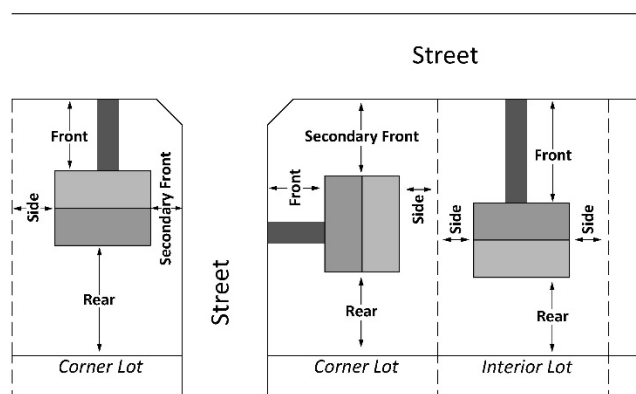 Street
Front
Side
Secondary Front
Rear
Corner Lot
Street
Secondary Front
Front
Side
Rear
Corner Lot
Front
Side
Side
Rear
Interior Lot